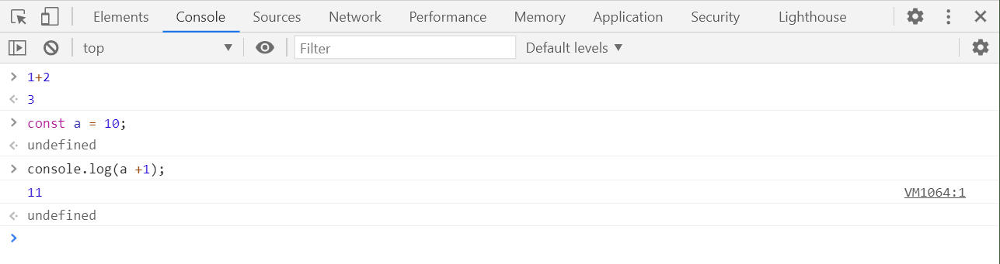 Elements Console Sources Network Performance Memory Application Security Lighthouse
top Filter Default levels
1+2
3
const a = 10;
undefined
console.log(a +1);
11 VM1064:1
undefined